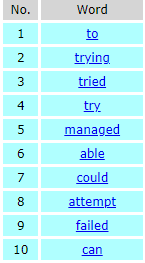 No. Word
1 to
2 trying
3 tried
4 try
5 managed
6 able
7 could
8 attempt
9 failed
10 can